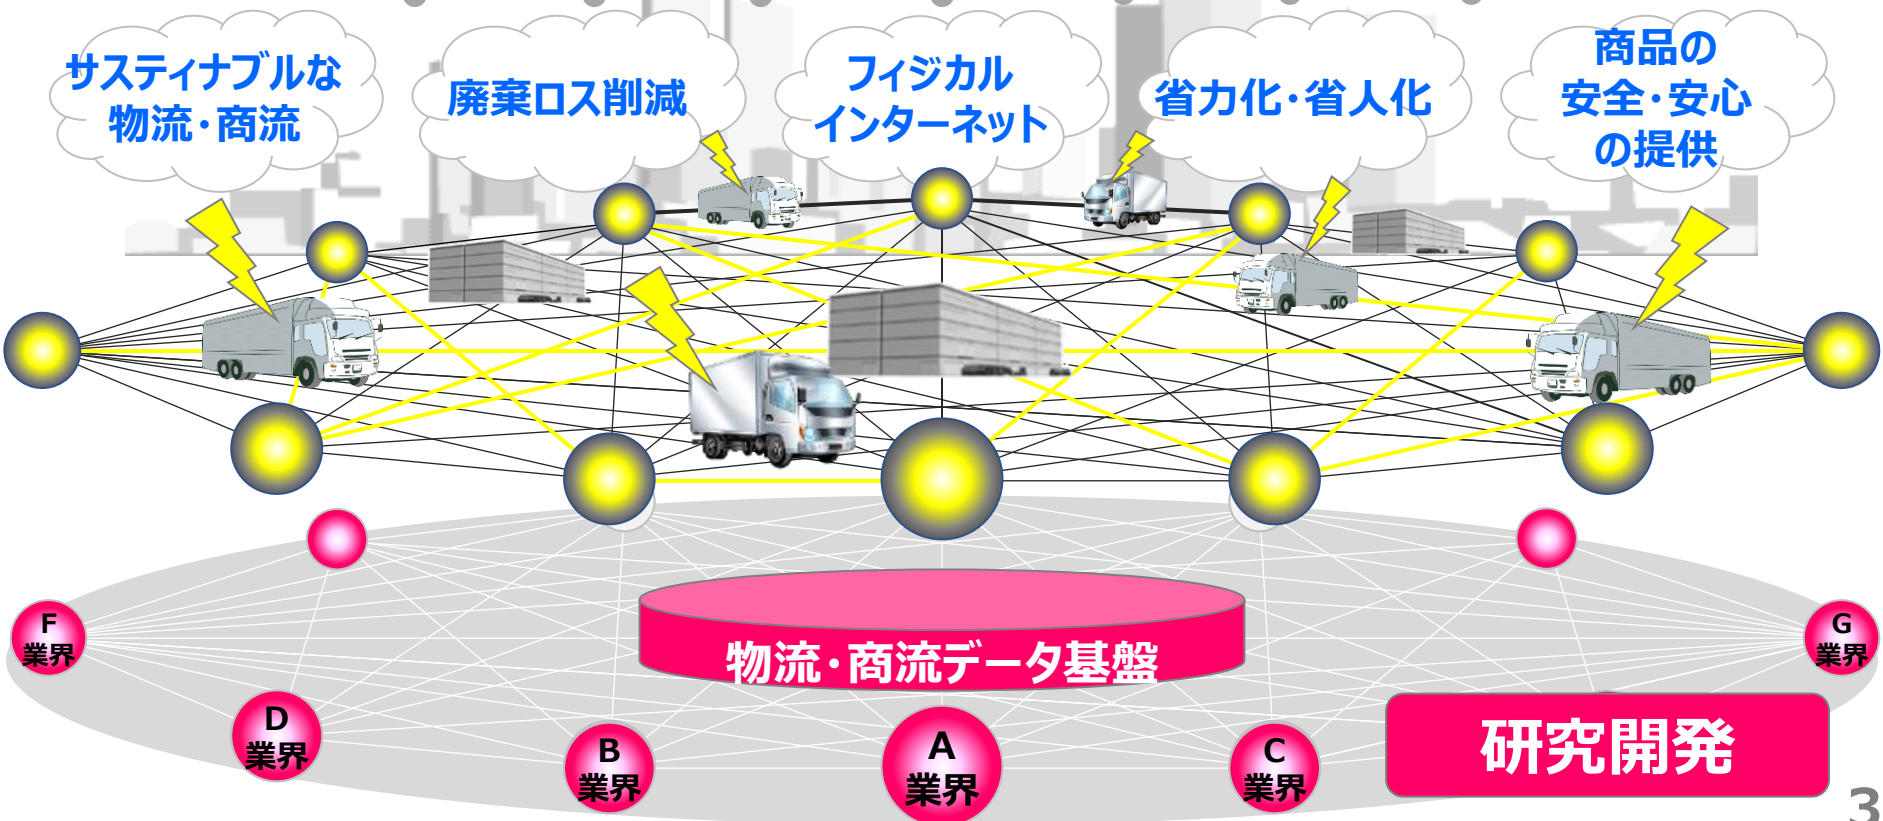 サスティナブルな
物流・商流
廃棄ロス削減
フィジカル
インターネット
省力化・省人化
商品の
安全・安心
の提供
物流・商流データ基盤
F
業界
G
業界
D
業界
B
業界
A
業界
C
業界
研究開発
3